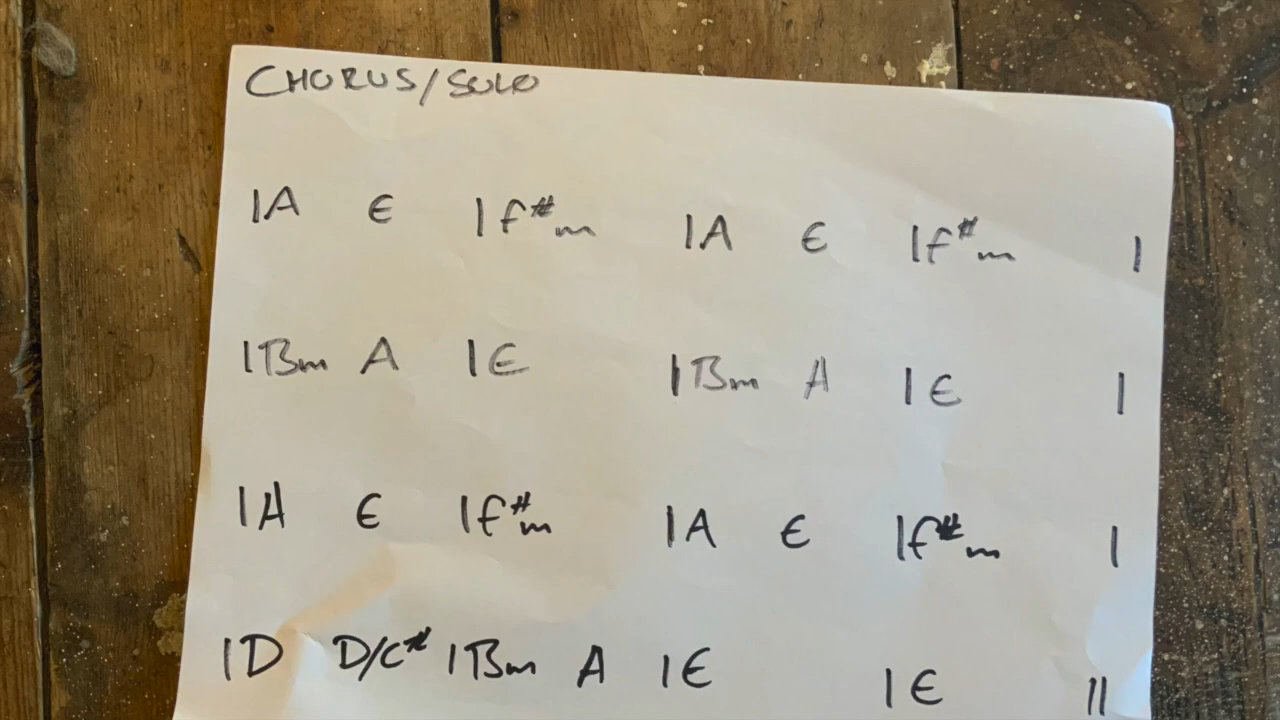 CHORUS/SOLO
|A E |F#m |A E |F#m |
|Bm A |E |Bm A |E |
|A E |F#m |A E |F#m |
|D D/C# |Bm A |E |E ||